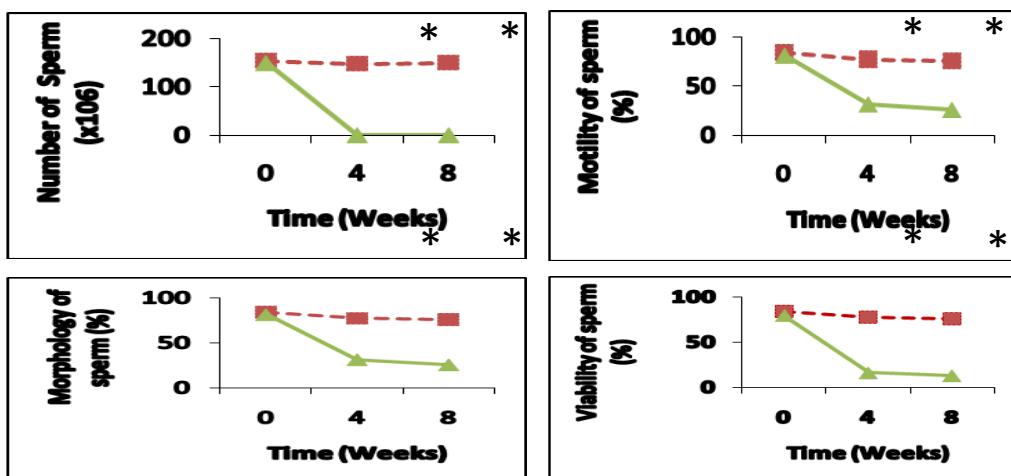 Number of Sperm
(x106)
200
100
0
0 4 8
Time (Weeks)
* *
* *
Motility of sperm
(%)
100
50
0
0 4 8
Time (Weeks)
* *
* *
Morphology of
sperm (%)
100
50
0
0 4 8
Time (Weeks)
Viability of sperm
(%)
100
50
0
0 4 8
Time (Weeks)